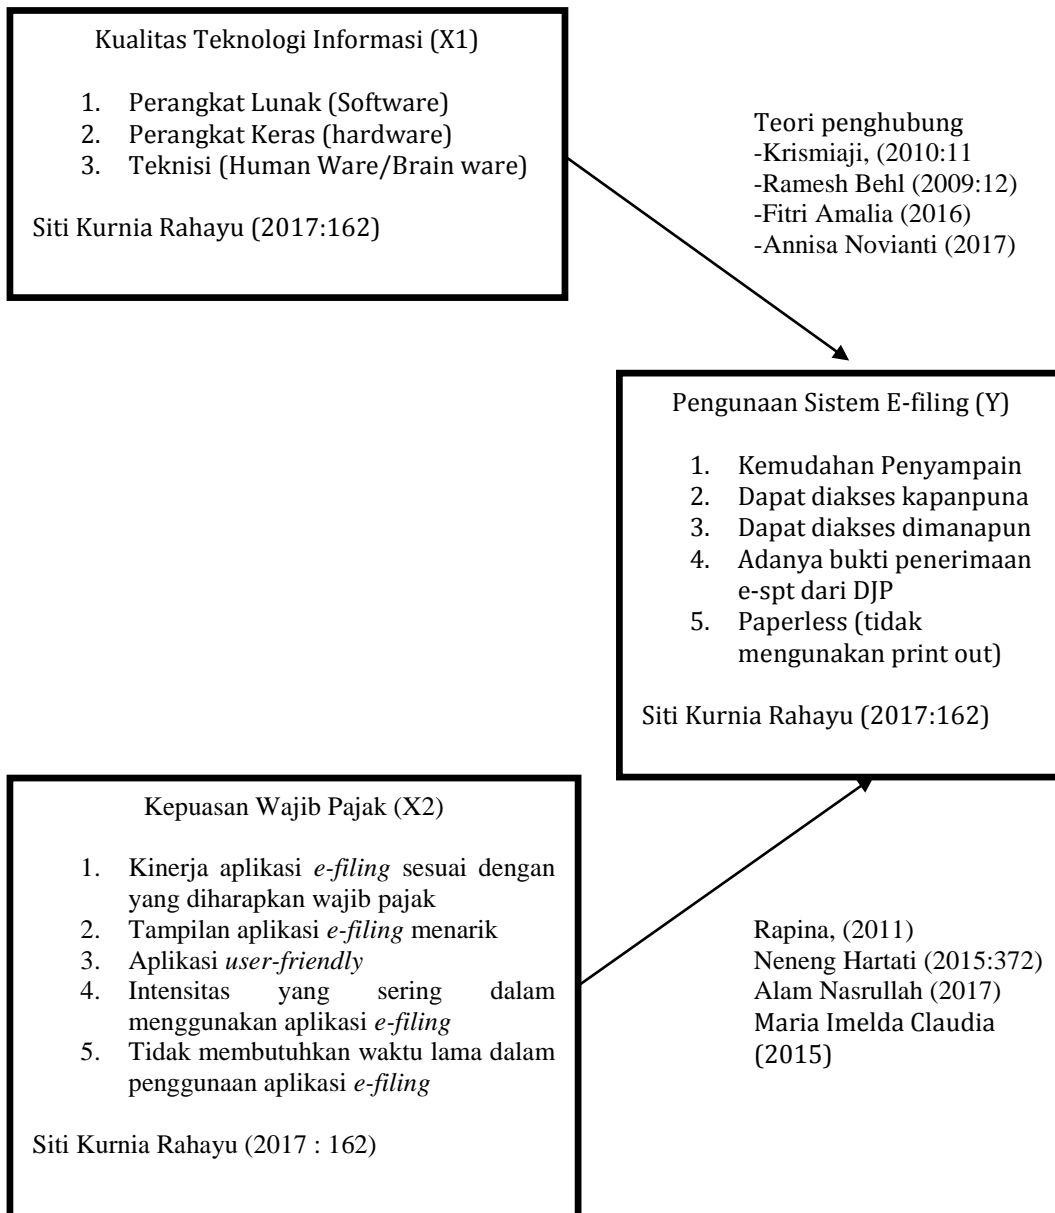 Kualitas Teknologi Informasi (X1)
1. Perangkat Lunak (Software)
2. Perangkat Keras (hardware)
3. Teknisi (Human Ware/Brain ware)
Siti Kurnia Rahayu (2017:162)
Teori penghubung
-Krismiaji, (2010:11
-Ramesh Behl (2009:12)
-Fitri Amalia (2016)
-Annisa Novianti (2017)
Pengunaan Sistem E-filing (Y)
1. Kemudahan Penyampain
2. Dapat diakses kapanpuna
3. Dapat diakses dimanapun
4. Adanya bukti penerimaan
e-spt dari DJP
5. Paperless (tidak
mengunakan print out)
Siti Kurnia Rahayu (2017:162)
Kepuasan Wajib Pajak (X2)
1. Kinerja aplikasi e-filing sesuai dengan
yang diharapkan wajib pajak
2. Tampilan aplikasi e-filing menarik
3. Aplikasi user-friendly
4. Intensitas yang sering dalam
menggunakan aplikasi e-filing
5. Tidak membutuhkan waktu lama dalam
penggunaan aplikasi e-filing
Siti Kurnia Rahayu (2017 : 162)
Rapina, (2011)
Neneng Hartati (2015:372)
Alam Nasrullah (2017)
Maria Imelda Claudia
(2015)